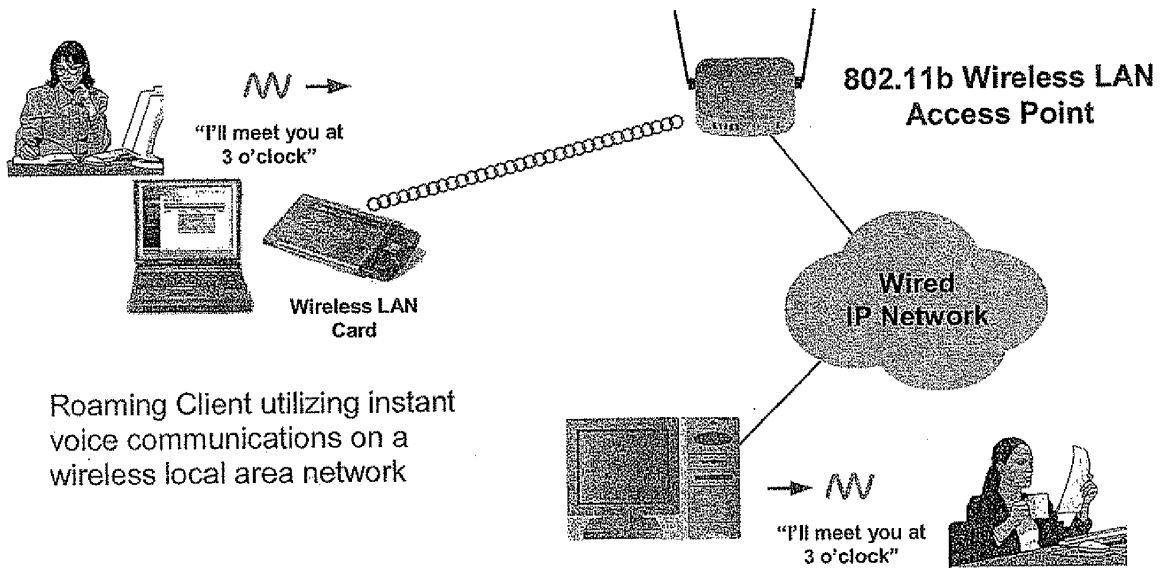 802.11b Wireless LAN
Access Point
“I'll meet you at
3 o'clock”
Wireless LAN
Card
Wired
IP Network
Roaming Client utilizing instant
voice communications on a
wireless local area network
“I'll meet you at
3 o'clock”